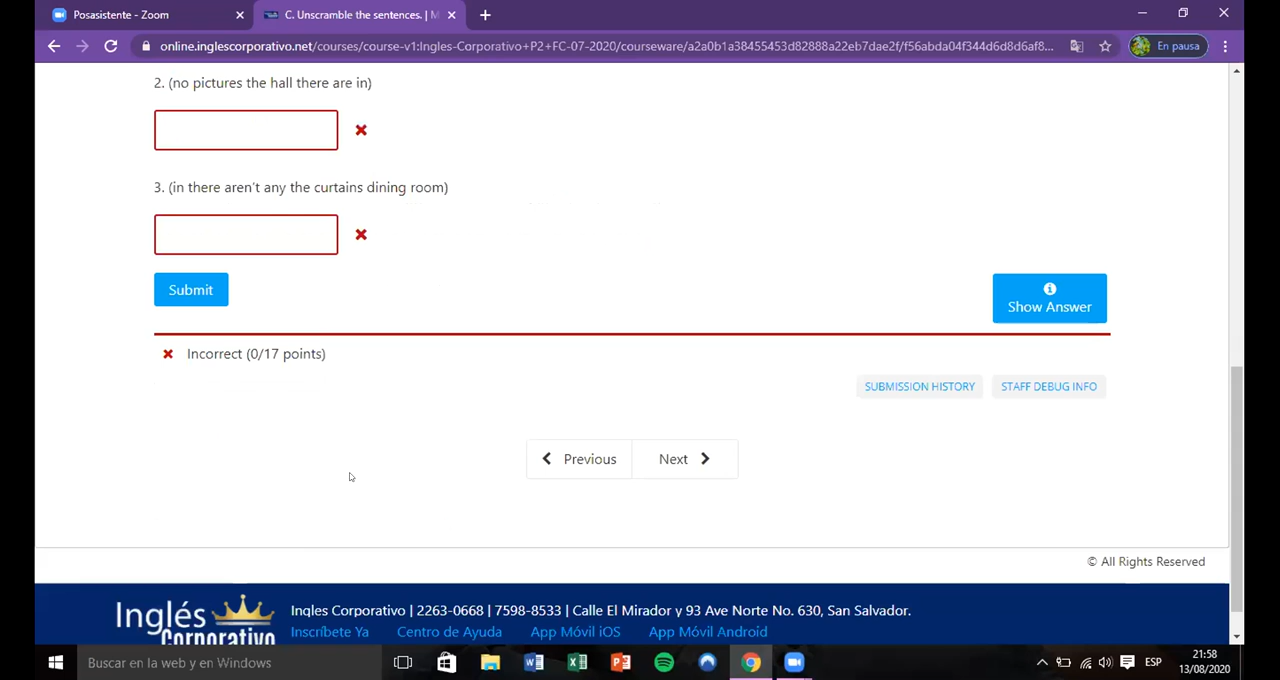 Posasistente - Zoom
C. Unscramble the sentences. | M
online.inglescorporativo.net/courses/course-v1:Ingles-Corporativo+P2+FC-07-2020/courseware/a2a0b1a38455453d82888a22eb7dae2f/f56abda04f344d6d8d6af8...
En pausa
2. (no pictures the hall there are in)
3. (in there aren't any the curtains dining room)
Submit
Show Answer
Incorrect (0/17 points)
SUBMISSION HISTORY
STAFF DEBUG INFO
Previous
Next
© All Rights Reserved
Inglés
Corporativo
Ingles Corporativo | 2263-0668 | 7598-8533 | Calle El Mirador y 93 Ave Norte No. 630, San Salvador.
Inscríbete Ya
Centro de Ayuda
App Móvil iOS
App Móvil Android
Buscar en la web y en Windows
ESP
21:58
13/08/2020